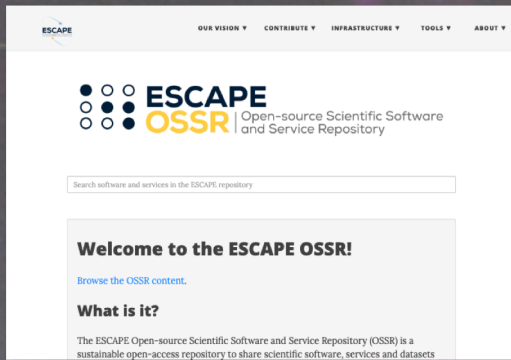 ESCAPE
OUR VISION ▼ CONTRIBUTE ▼ INFRASTRUCTURE ▼ TOOLS ▼ ABOUT ▼
ESCAPE
OSSR | Open-source Scientific Software
and Service Repository
Search software and services in the ESCAPE repository
Welcome to the ESCAPE OSSR!
Browse the OSSR content.
What is it?
The ESCAPE Open-source Scientific Software and Service Repository (OSSR) is a
sustainable open-access repository to share scientific software, services and datasets